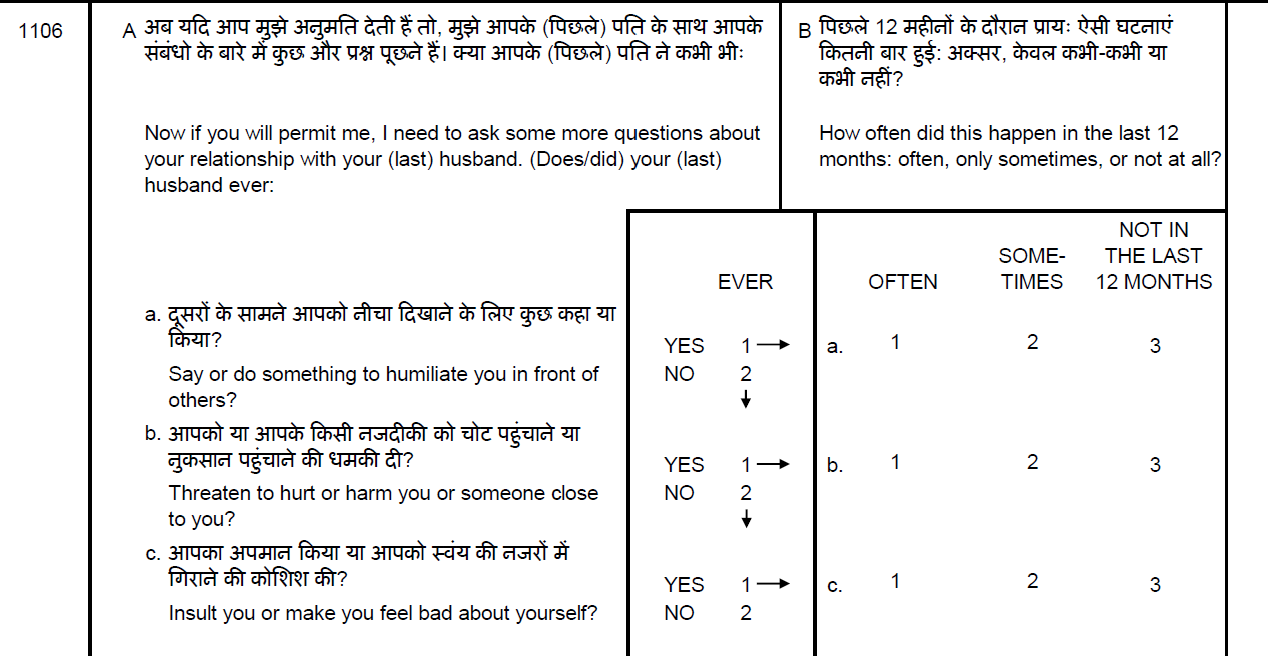 1106
A अब यदि आप मुझे अनुमति देती हैं तो, मुझे आपके (पिछले) पति के साथ आपके
संबंधो के बारे में कुछ और प्रश्न पूछने हैं। क्या आपके (पिछले) पति ने कभी भीः
Now if you will permit me, I need to ask some more questions about
your relationship with your (last) husband. (Does/did) your (last)
husband ever:
B पिछले 12 महीनों के दौरान प्रायः ऐसी घटनाएं
कितनी बार हुई: अक्सर, केवल कभी-कभी या
कभी नहीं?
How often did this happen in the last 12
months: often, only sometimes, or not at all?
EVER
OFTEN
SOME-
TIMES
NOT IN
THE LAST
12 MONTHS
a. दूसरों के सामने आपको नीचा दिखाने के लिए कुछ कहा या
किया?
Say or do something to humiliate you in front of
others?
YES 1 → a. 1 2 3
NO 2
↓
b. आपको या आपके किसी नजदीकी को चोट पहुंचाने या
नुकसान पहुंचाने की धमकी दी?
Threaten to hurt or harm you or someone close
to you?
YES 1 → b. 1 2 3
NO 2
↓
c. आपका अपमान किया या आपको स्वंय की नजरों में
गिराने की कोशिश की?
Insult you or make you feel bad about yourself?
YES 1 → c. 1 2 3
NO 2